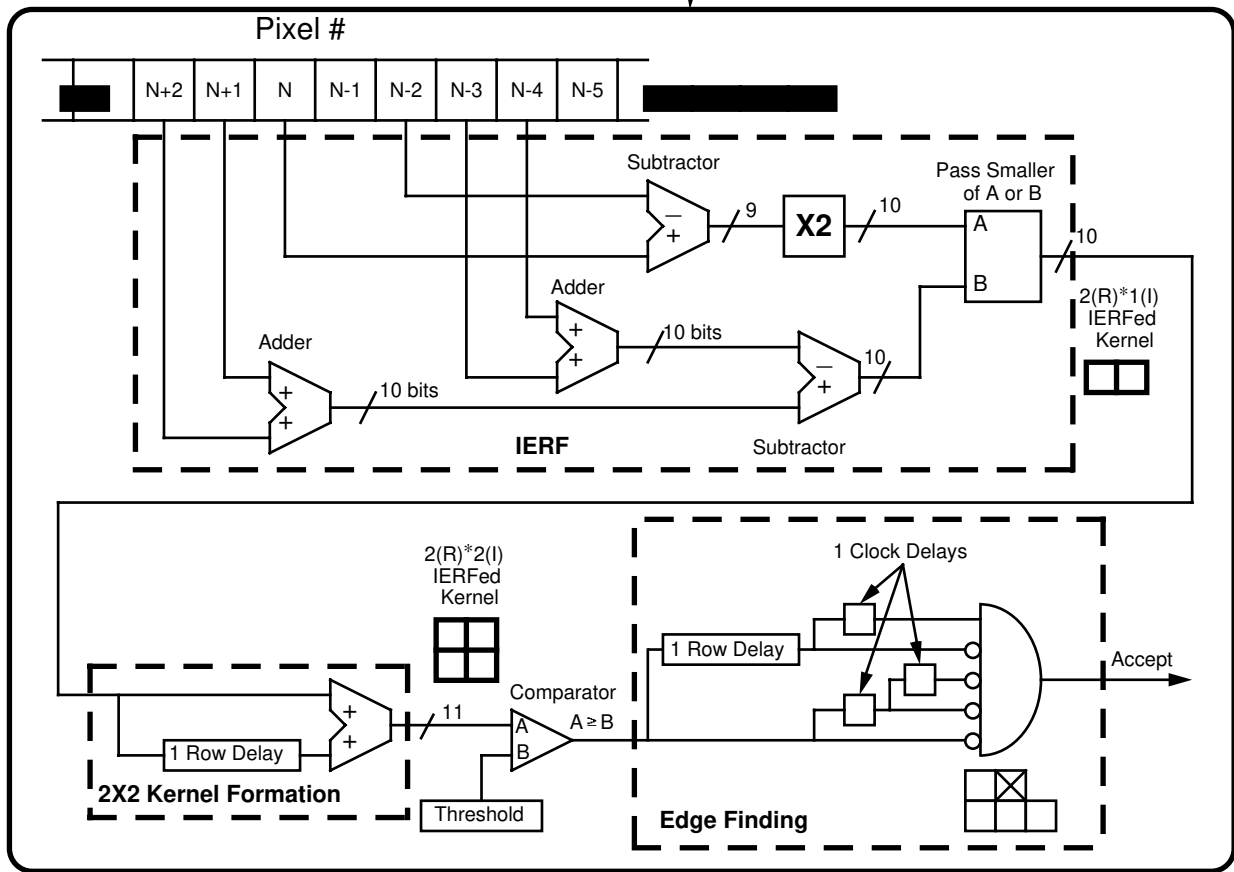 Pixel #
N+2 N+1 N N-1 N-2 N-3 N-4 N-5
Subtractor
− +
9
X2
10
Pass Smaller
of A or B
A
B
10
Adder
+ +
10 bits
Adder
+ +
10 bits
− +
10
Subtractor
IERF
2(R)*1(I)
IERFed
Kernel
2(R)*2(I)
IERFed
Kernel
1 Row Delay
+ +
11
2X2 Kernel Formation
Comparator
A
B
A ≥ B
Threshold
1 Clock Delays
1 Row Delay
Accept
Edge Finding